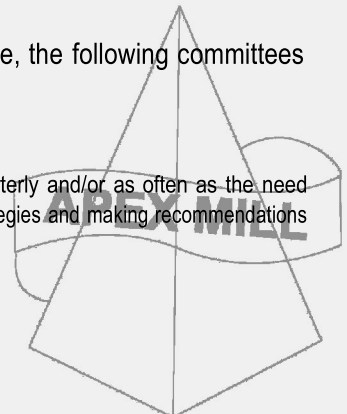 e, the following committees
terly and/or as often as the need
egies and making recommendations
APEX MILL